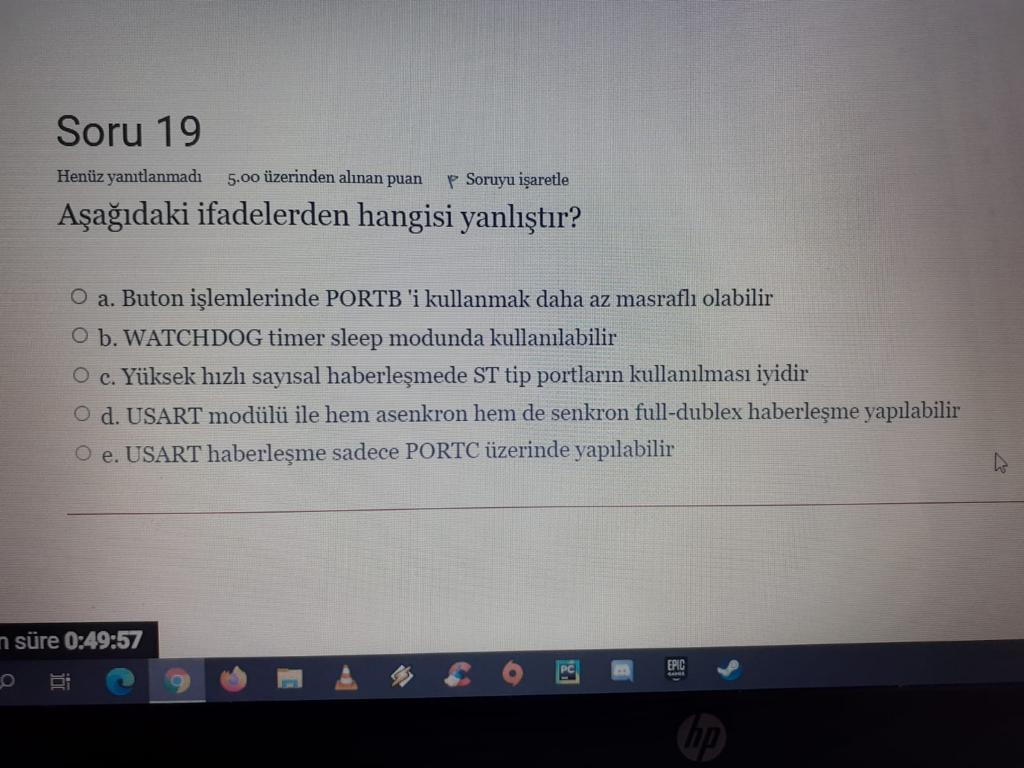 Soru 19
Henüz yanıtlanmadı 5.00 üzerinden alınan puan Soruyu işaretle
Aşağıdaki ifadelerden hangisi yanlıştır?
a. Buton işlemlerinde PORTB 'i kullanmak daha az masraflı olabilir
b. WATCHDOG timer sleep modunda kullanılabilir
c. Yüksek hızlı sayısal haberleşmede ST tip portların kullanılması iyidir
d. USART modülü ile hem asenkron hem de senkron full-dublex haberleşme yapılabilir
e. USART haberleşme sadece PORTC üzerinde yapılabilir
n süre 0:49:57
PC
EPIC
GAMES
hp